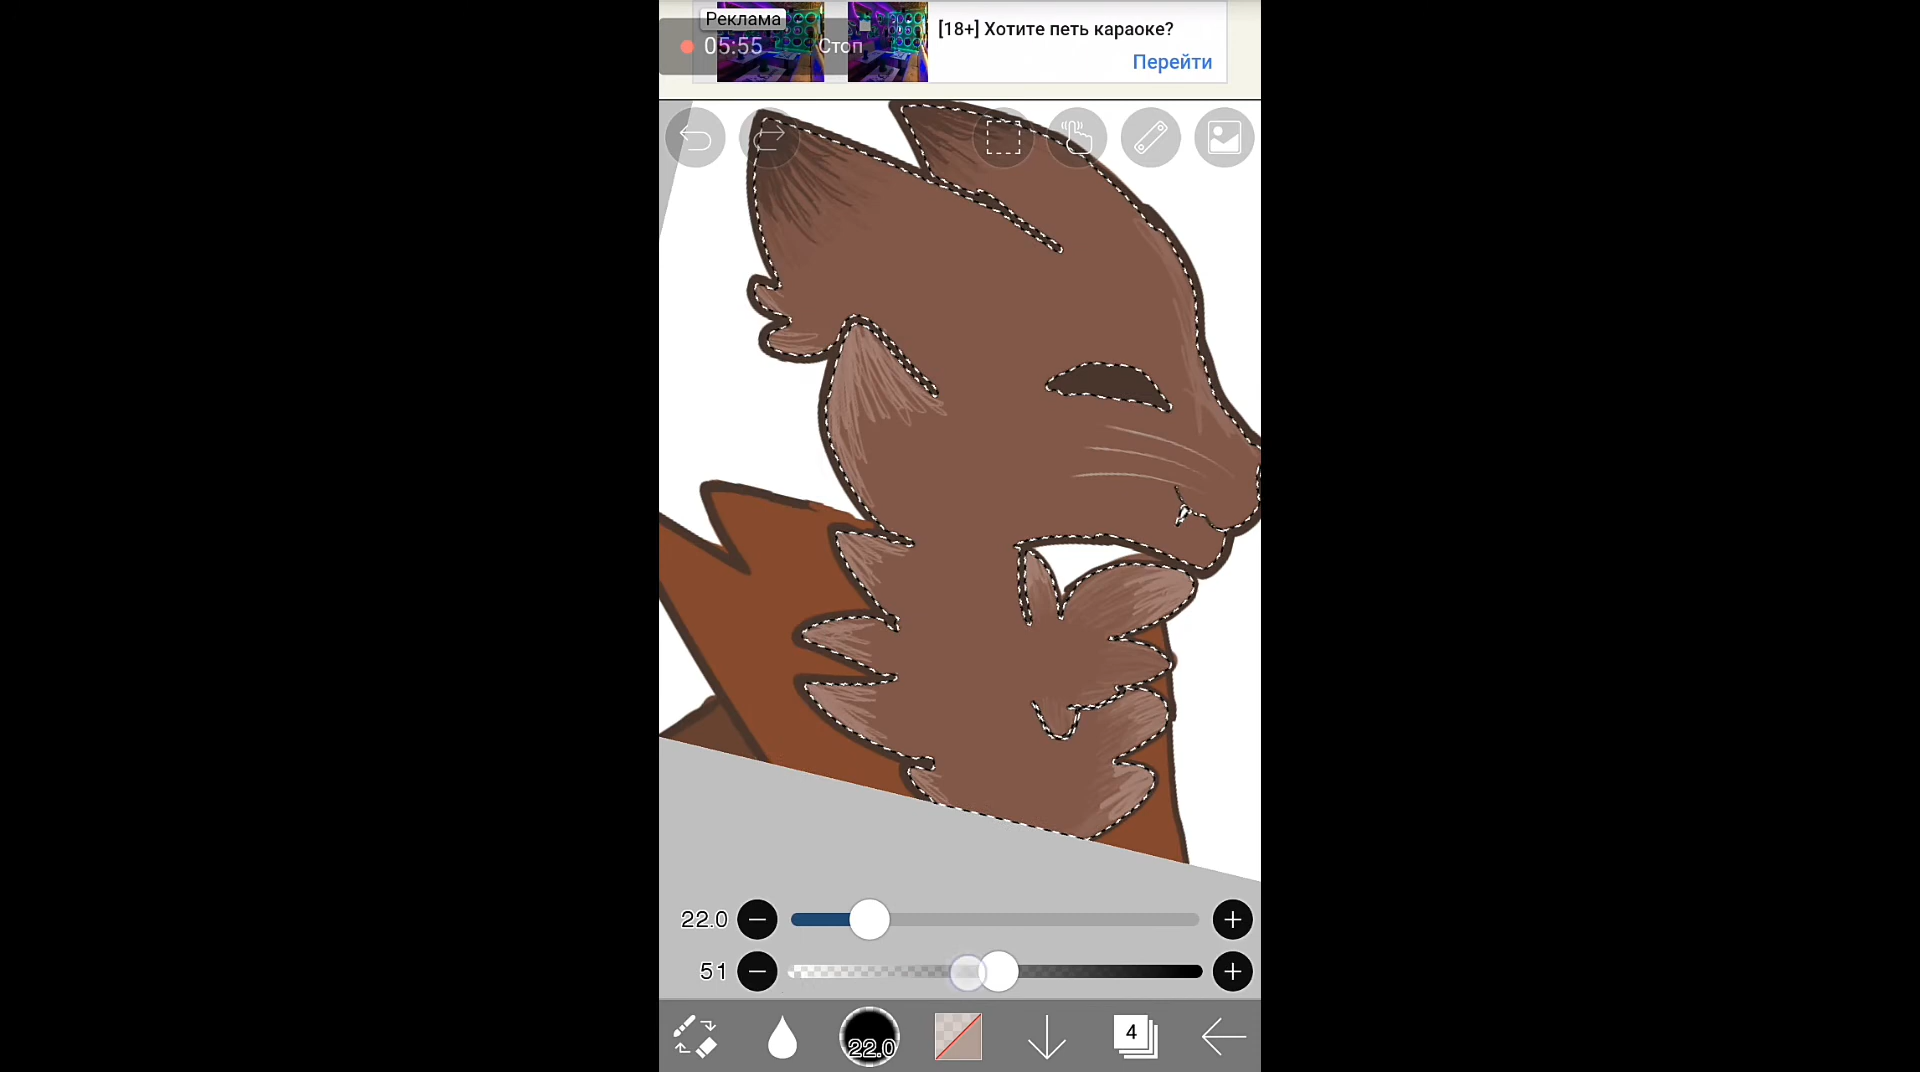 Реклама
05:55 Стоп
[18+] Хотите петь караоке?
Перейти
22.0
51
22.0
4